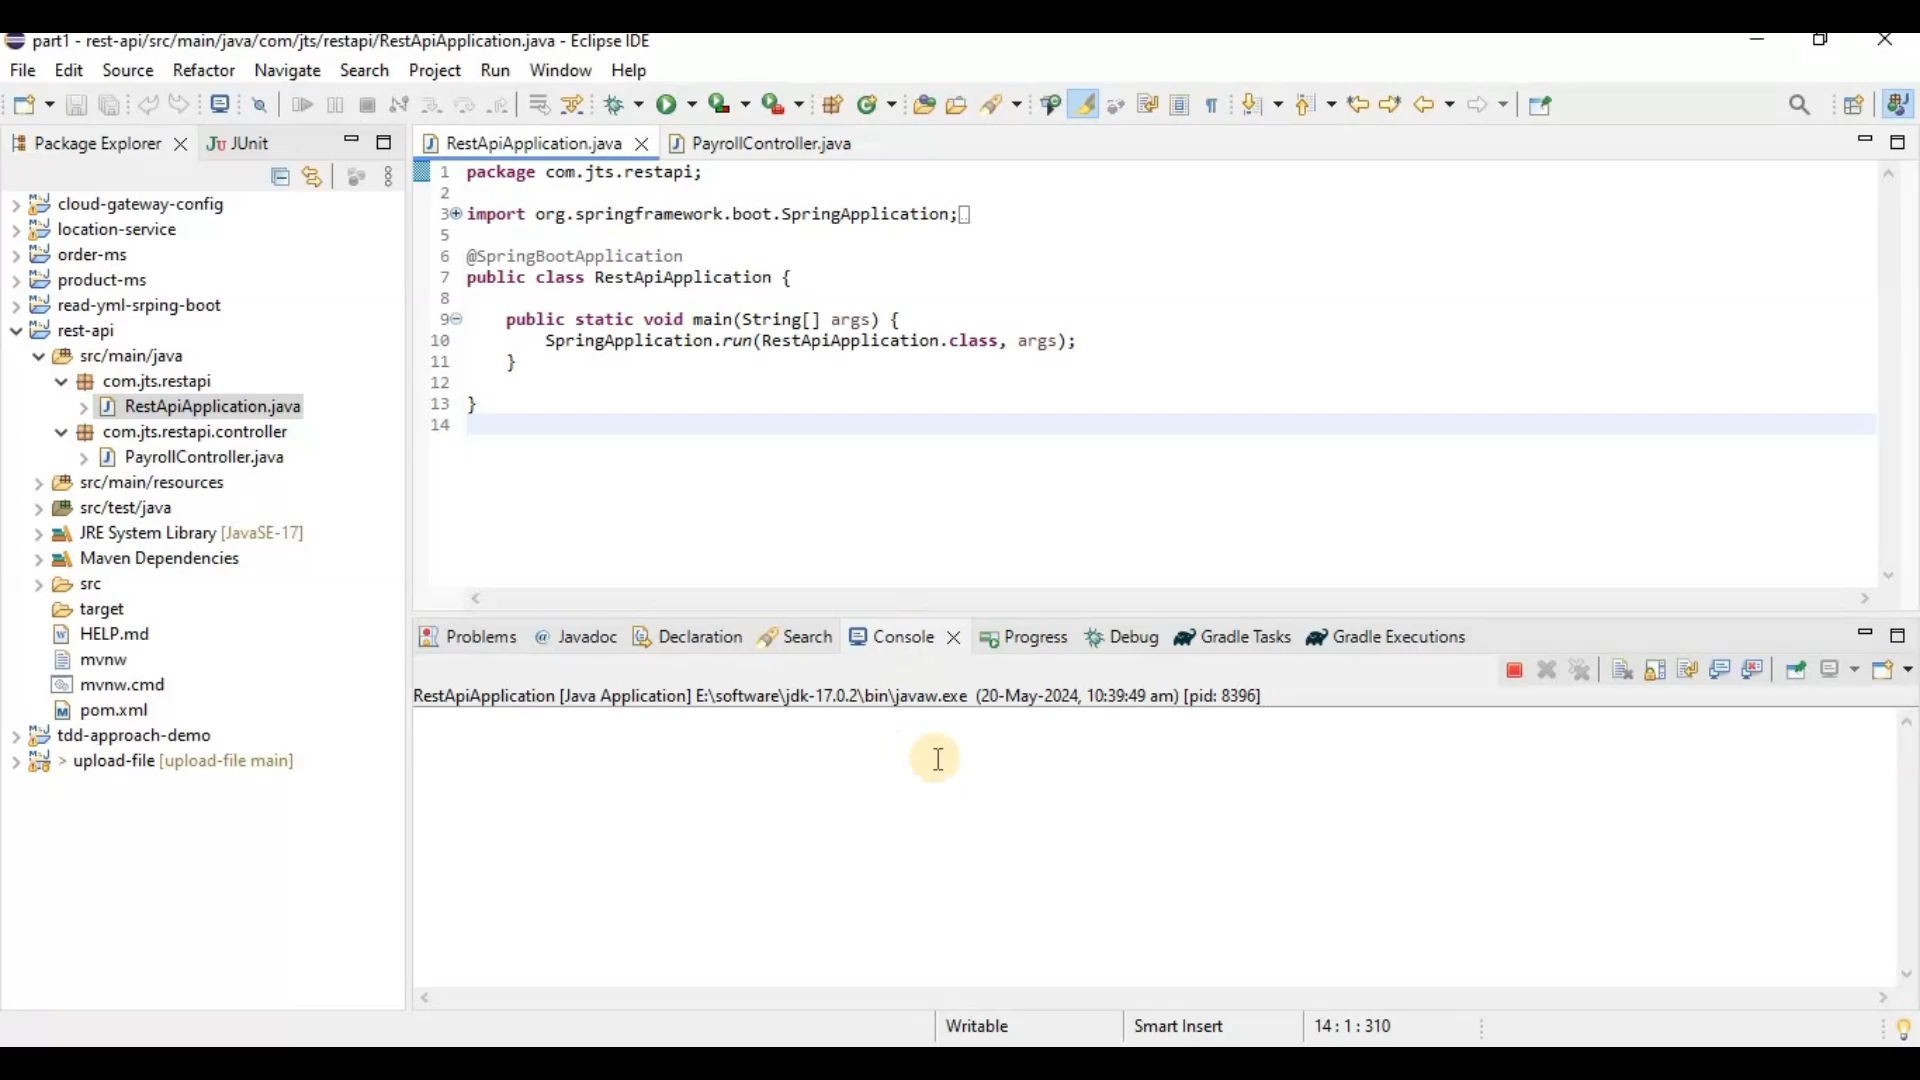 part1 - rest-api/src/main/java/com/jts/restapi/RestApiApplication.java - Eclipse IDE
File Edit Source Refactor Navigate Search Project Run Window Help
Package Explorer
JUnit
cloud-gateway-config
location-service
order-ms
product-ms
read-yml-srping-boot
rest-api
src/main/java
com.jts.restapi
RestApiApplication.java
com.jts.restapi.controller
PayrollController.java
src/main/resources
src/test/java
JRE System Library [JavaSE-17]
Maven Dependencies
src
target
HELP.md
mvnw
mvnw.cmd
pom.xml
tdd-approach-demo
> upload-file [upload-file main]
RestApiApplication.java
PayrollController.java
1 package com.jts.restapi;
2
3 import org.springframework.boot.SpringApplication;
5
6 @SpringBootApplication
7 public class RestApiApplication {
8
9 public static void main(String[] args) {
10 SpringApplication.run(RestApiApplication.class, args);
11 }
12
13 }
14
Problems @ Javadoc Declaration Search Console Progress Debug Gradle Tasks Gradle Executions
RestApiApplication [Java Application] E:\software\jdk-17.0.2\bin\javaw.exe (20-May-2024, 10:39:49 am) [pid: 8396]
Writable Smart Insert 14 : 1 : 310